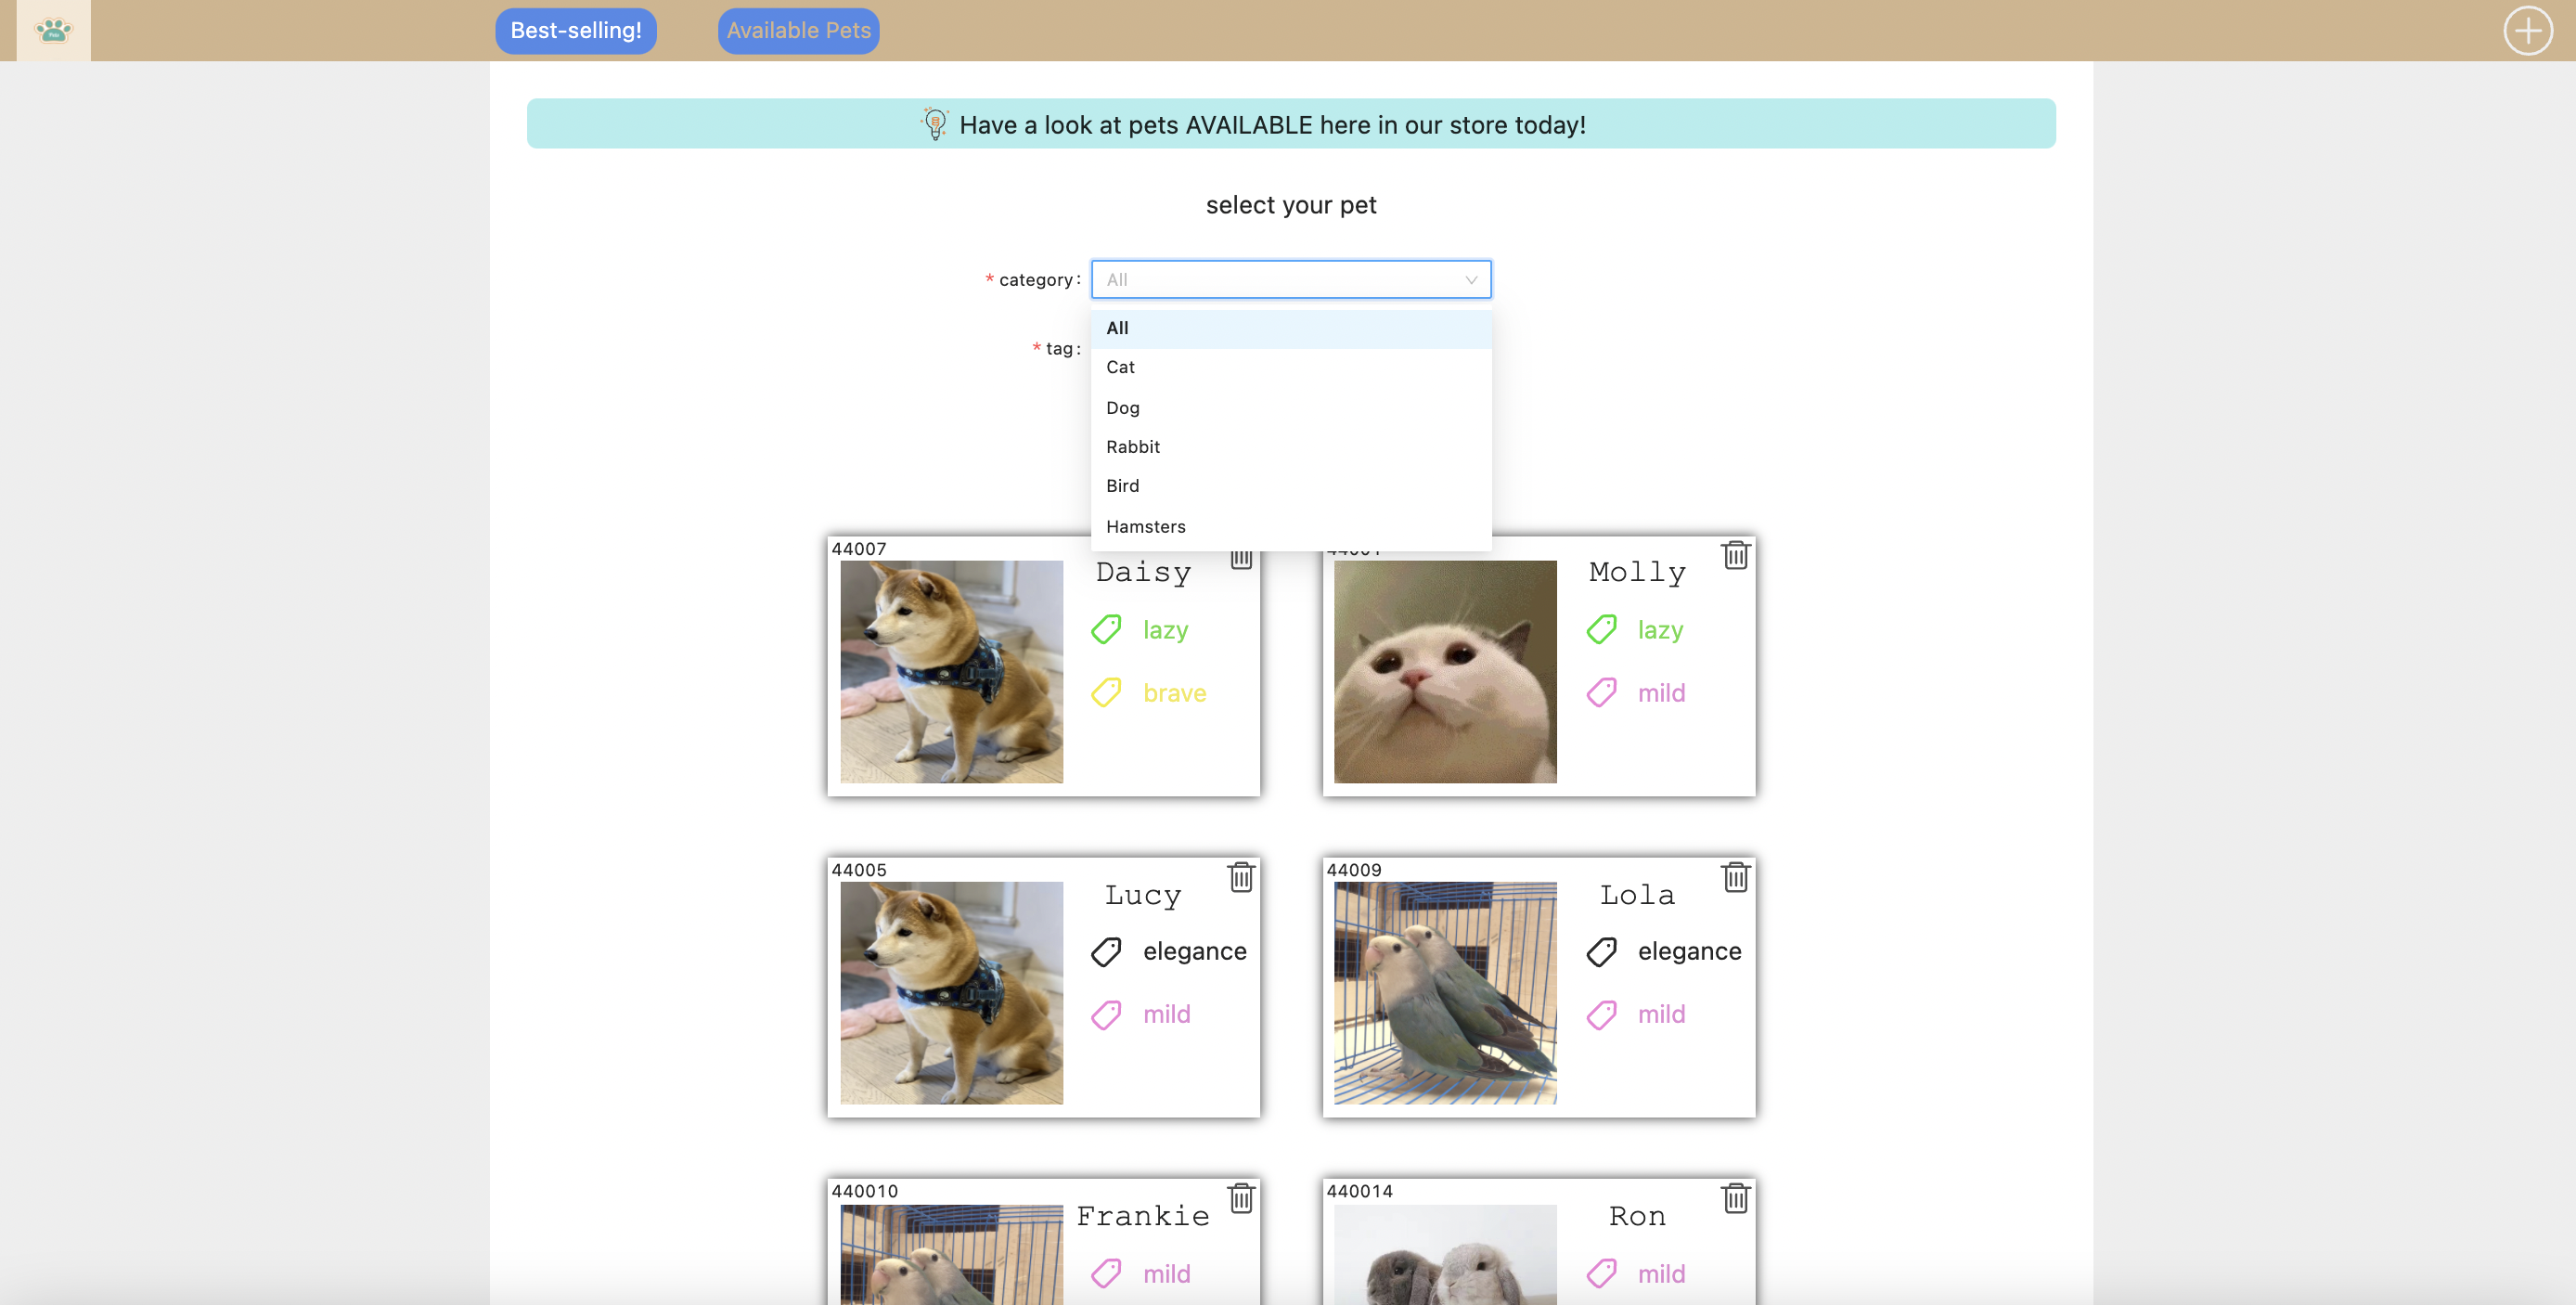 Best-selling!
Available Pets
Have a look at pets AVAILABLE here in our store today!
select your pet
* category:
All
All
Cat
Dog
Rabbit
Bird
Hamsters
* tag:
44007
Daisy
lazy
brave
Molly
lazy
mild
44005
Lucy
elegance
mild
44009
Lola
elegance
mild
440010
Frankie
mild
440014
Ron
mild